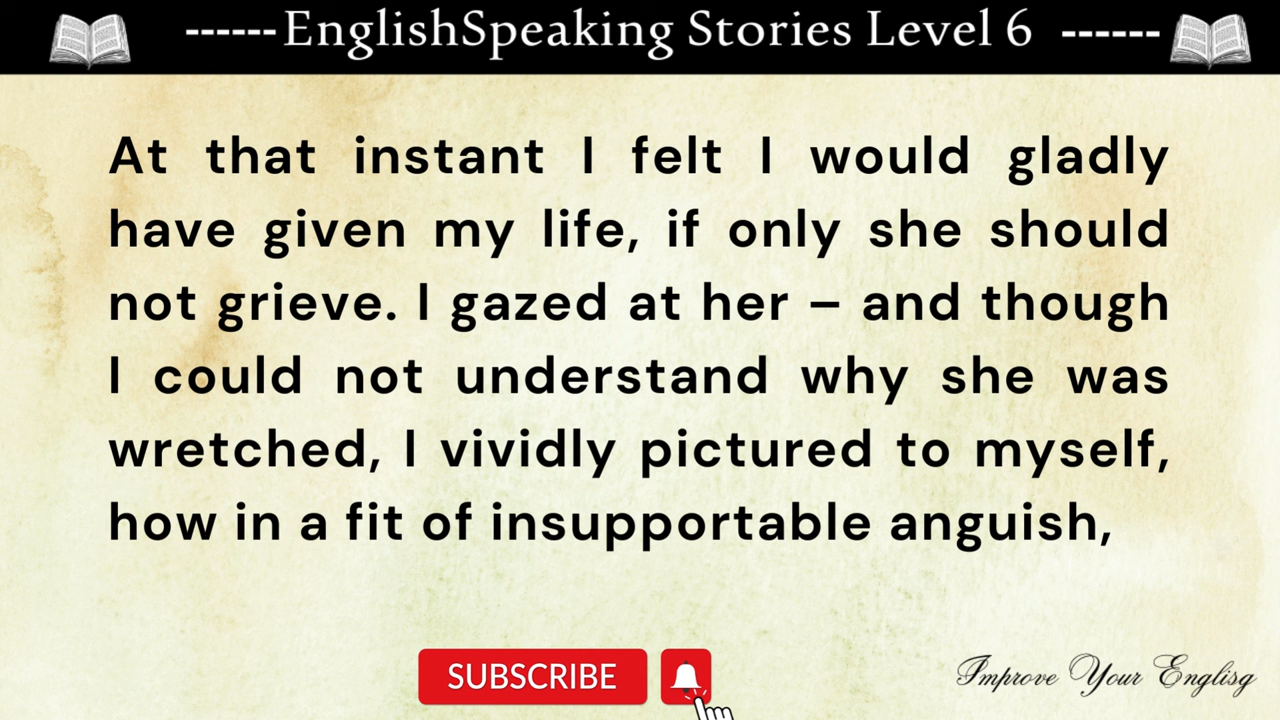 ------EnglishSpeaking Stories Level 6 ------
At that instant I felt I would gladly
have given my life, if only she should
not grieve. I gazed at her – and though
I could not understand why she was
wretched, I vividly pictured to myself,
how in a fit of insupportable anguish,
SUBSCRIBE
Improve Your Englisg